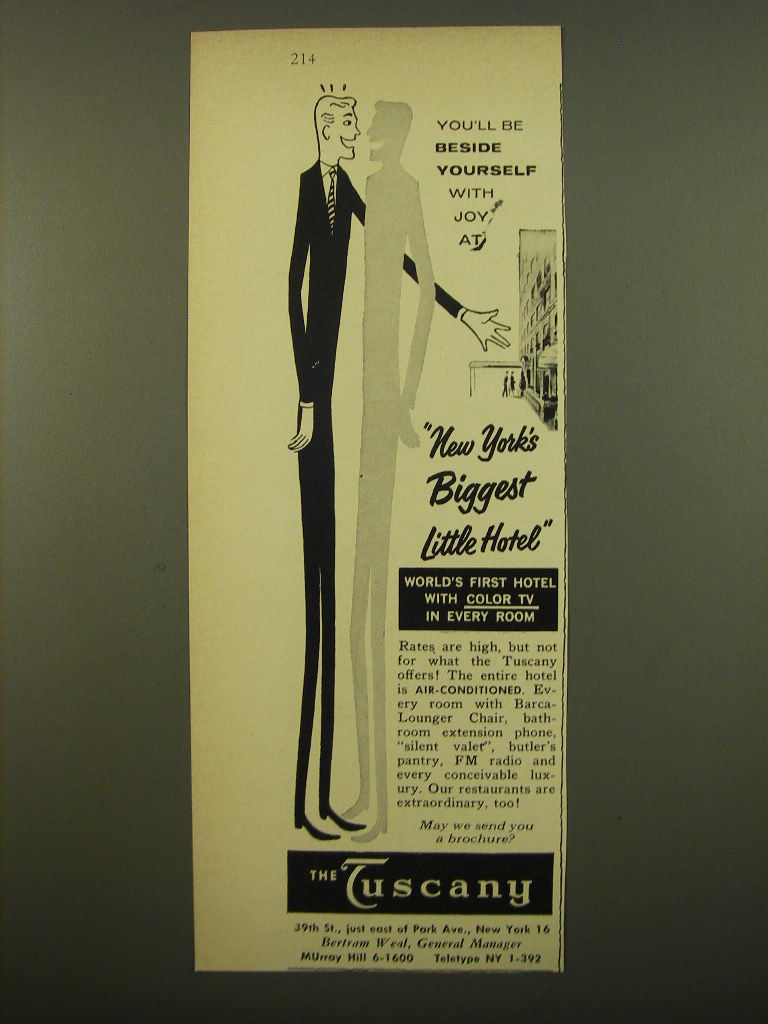 214
YOU'LL BE
BESIDE
YOURSELF
WITH
JOY
AT
"New York's
Biggest
Little Hotel"
WORLD'S FIRST HOTEL
WITH COLOR TV
IN EVERY ROOM
Rates are high, but not
for what the Tuscany
offers! The entire hotel
is AIR-CONDITIONED. Ev-
ery room with Barca-
Lounger Chair, bath-
room extension phone,
"silent valet", butler's
pantry, FM radio and
every conceivable lux-
ury. Our restaurants are
extraordinary, too!
May we send you
a brochure?
THE Tuscany
39th St., just east of Park Ave., New York 16
Bertram Weal, General Manager
MUrray Hill 6-1600 Teletype NY 1-392